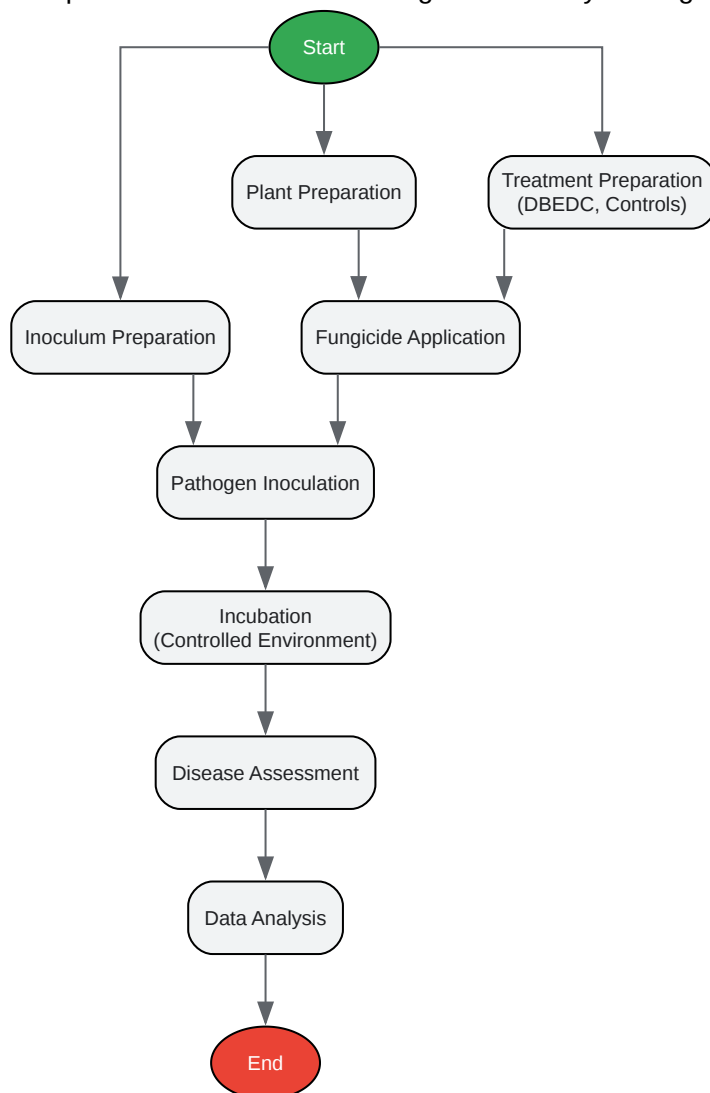 Start
Plant Preparation
Treatment Preparation
(DBEDC, Controls)
Inoculum Preparation
Fungicide Application
Pathogen Inoculation
Incubation
(Controlled Environment)
Disease Assessment
Data Analysis
End